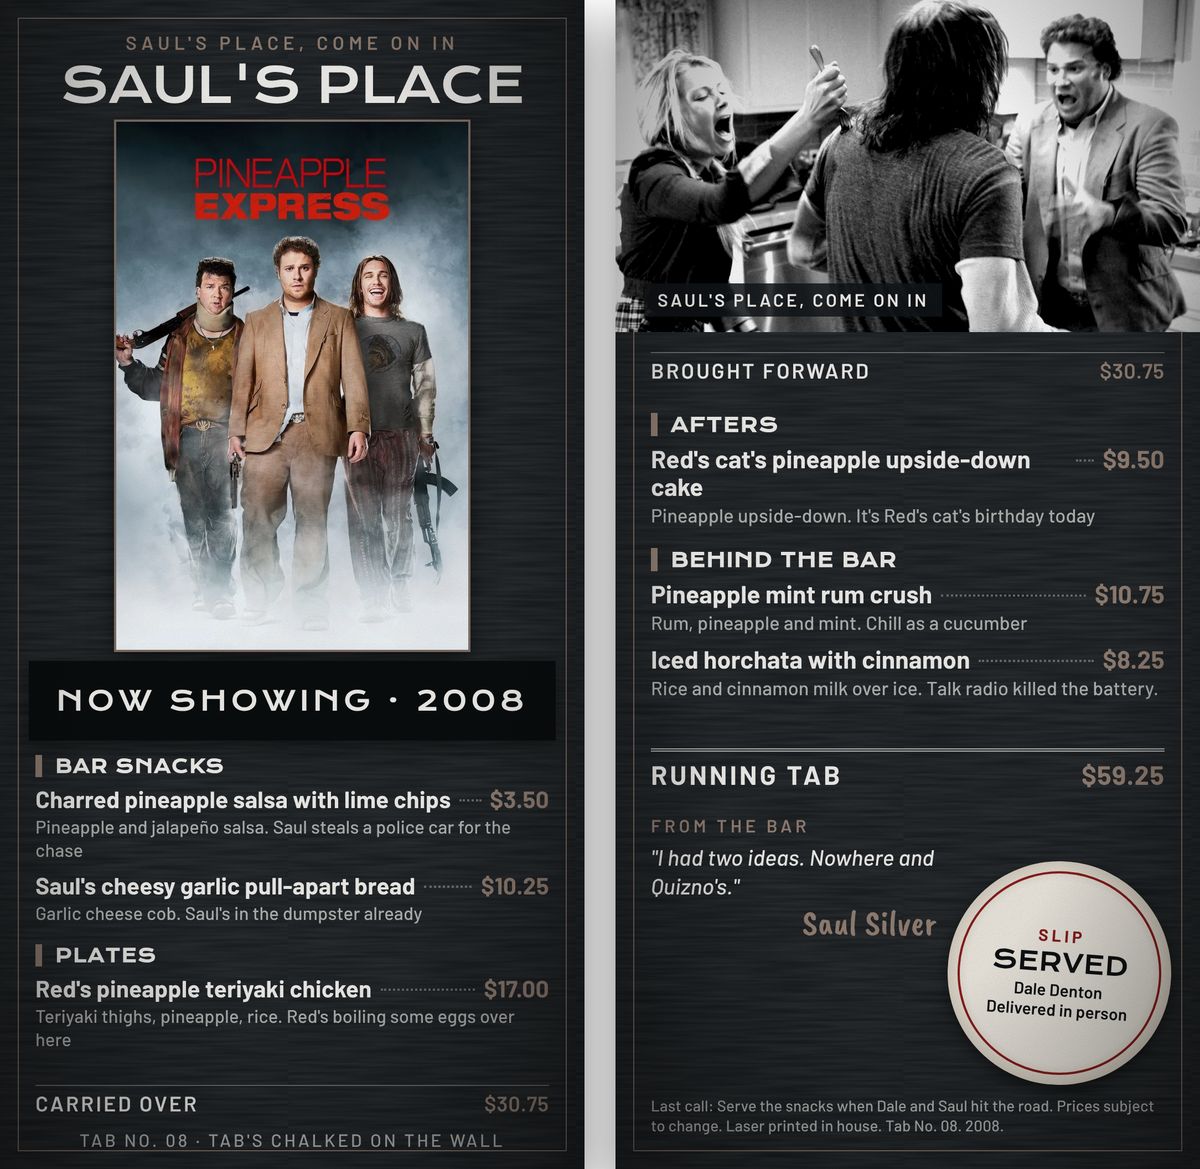 SAUL'S PLACE, COME ON IN
SAUL'S PLACE
PINEAPPLE
EXPRESS
NOW SHOWING · 2008
BAR SNACKS
Charred pineapple salsa with lime chips $3.50
Pineapple and jalapeño salsa. Saul steals a police car for the
chase
Saul's cheesy garlic pull-apart bread $10.25
Garlic cheese cob. Saul's in the dumpster already
PLATES
Red's pineapple teriyaki chicken $17.00
Teriyaki thighs, pineapple, rice. Red's boiling some eggs over
here
CARRIED OVER $30.75
TAB NO. 08 · TAB'S CHALKED ON THE WALL
SAUL'S PLACE, COME ON IN
BROUGHT FORWARD $30.75
AFTERS
Red's cat's pineapple upside-down $9.50
cake
Pineapple upside-down. It's Red's cat's birthday today
BEHIND THE BAR
Pineapple mint rum crush $10.75
Rum, pineapple and mint. Chill as a cucumber
Iced horchata with cinnamon $8.25
Rice and cinnamon milk over ice. Talk radio killed the battery.
RUNNING TAB $59.25
FROM THE BAR
"I had two ideas. Nowhere and
Quizno's."
Saul Silver
SLIP
SERVED
Dale Denton
Delivered in person
Last call: Serve the snacks when Dale and Saul hit the road. Prices subject
to change. Laser printed in house. Tab No. 08. 2008.